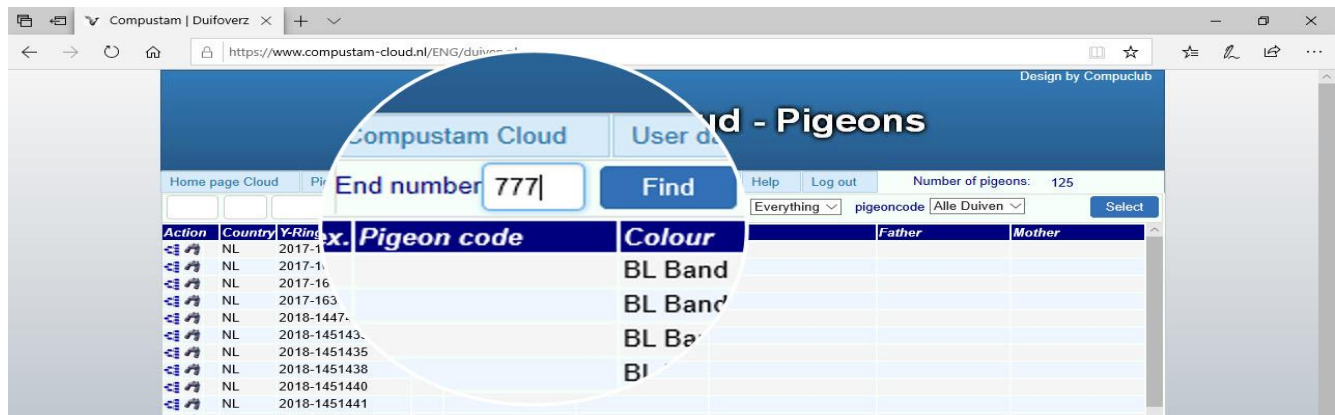 Compustam | Duifoverz
https://www.compustam-cloud.nl/ENG/duiven
Design by Compuclub
- Pigeons
Compustam Cloud User
Home page Cloud Help Log out Number of pigeons: 125
End number 777 Find
Everything pigeoncode Alle Duiven Select
Action Country Y-Ring Pigeon code Colour Father Mother
NL 2017-1 BL Band
NL 2017-1 BL Band
NL 2017-16 BL
NL 2017-163 BL
NL 2018-1447
NL 2018-145143
NL 2018-1451435
NL 2018-1451438
NL 2018-1451440
NL 2018-1451441